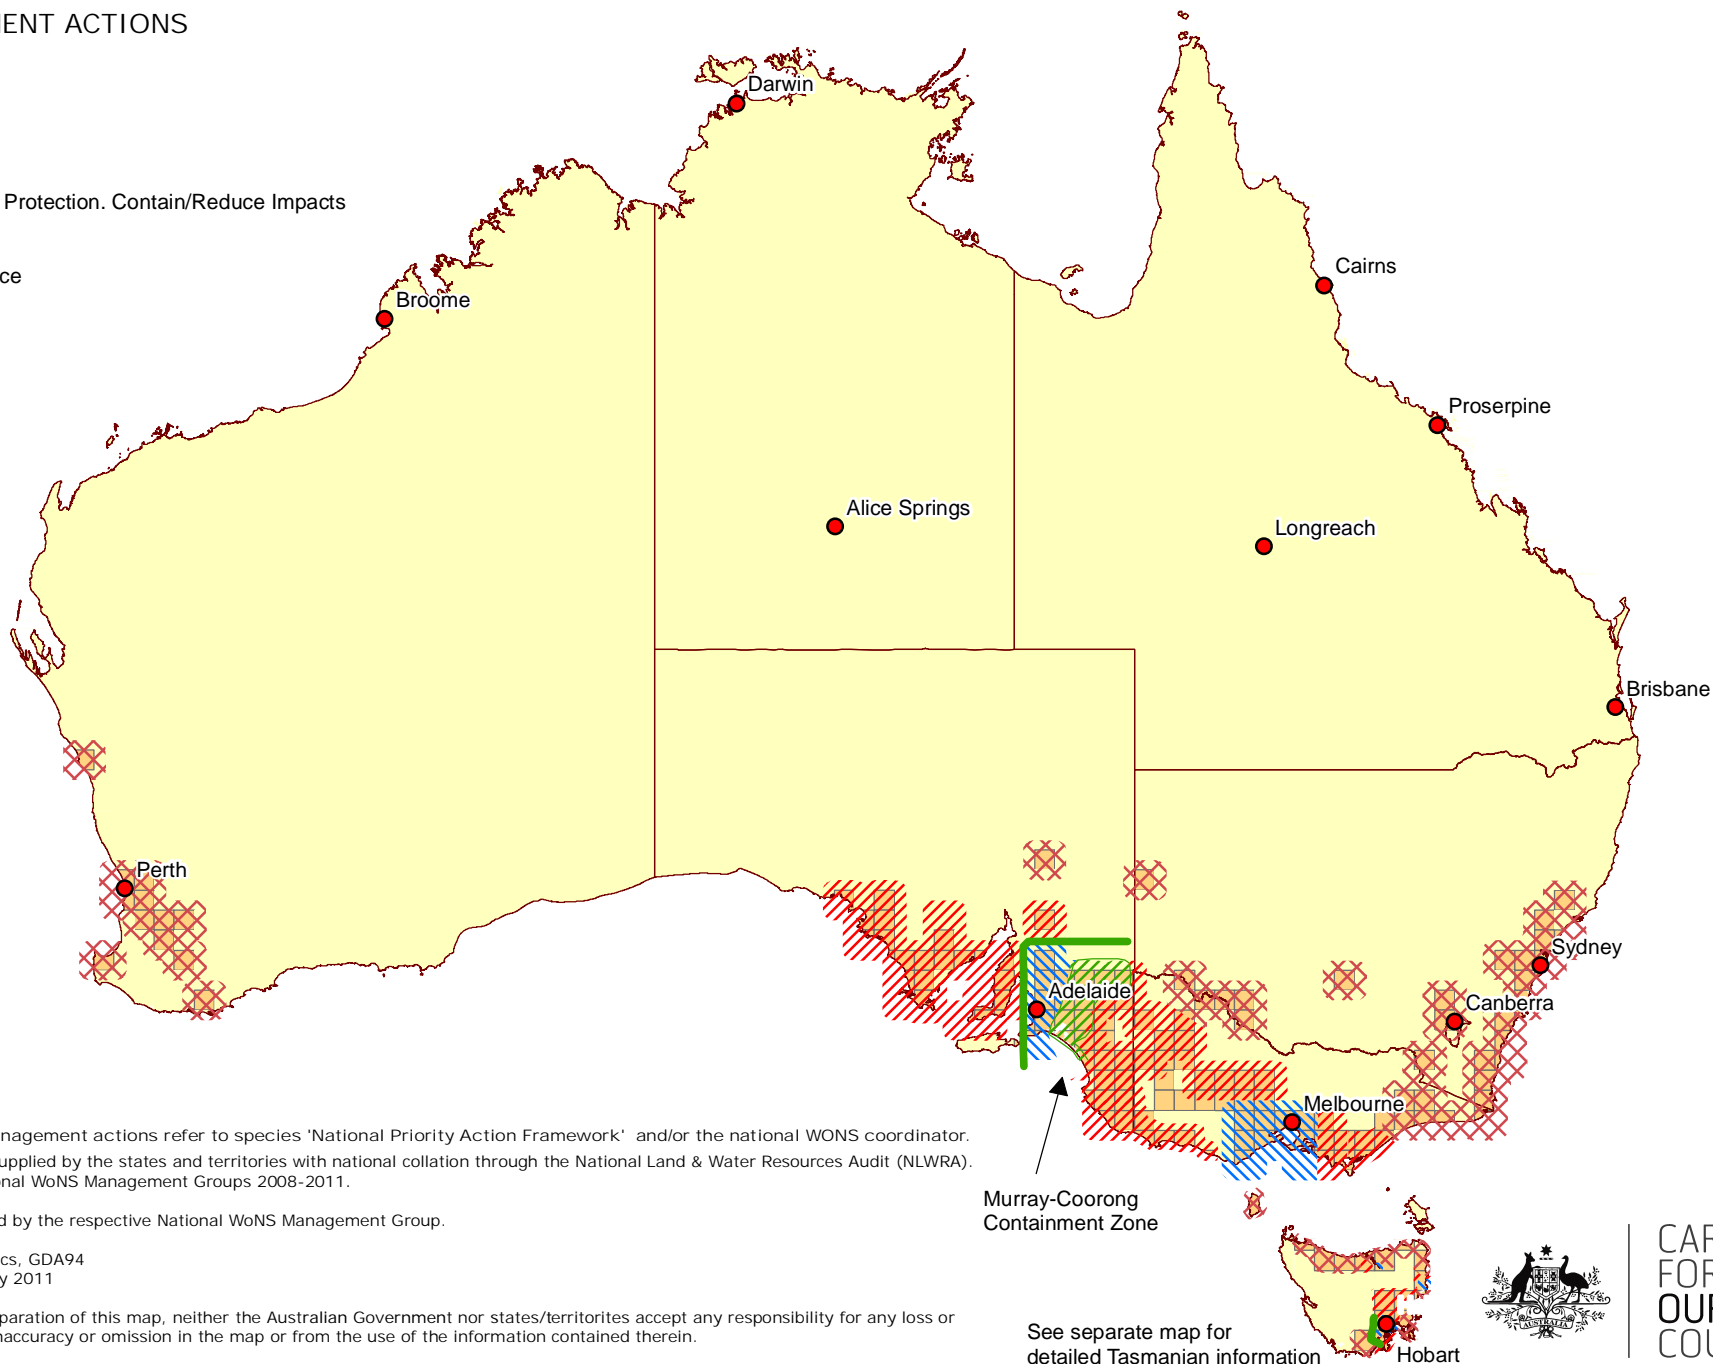 ENT ACTIONS
Darwin
Protection. Contain/Reduce Impacts
Cairns
ce
Broome
Proserpine
Alice Springs
Longreach
Brisbane
Perth
Sydney
Adelaide
Canberra
Melbourne
nagement actions refer to species 'National Priority Action Framework' and/or the national WONS coordinator.
upplied by the states and territories with national collation through the National Land & Water Resources Audit (NLWRA).
onal WoNS Management Groups 2008-2011.
Murray-Coorong
Containment Zone
d by the respective National WoNS Management Group.
cs, GDA94
y 2011
paration of this map, neither the Australian Government nor states/territorites accept any responsibility for any loss or
naccuracy or omission in the map or from the use of the information contained therein.
See separate map for
detailed Tasmanian information
Hobart
AUSTRALIA
CAR
FOR
OUR
COU